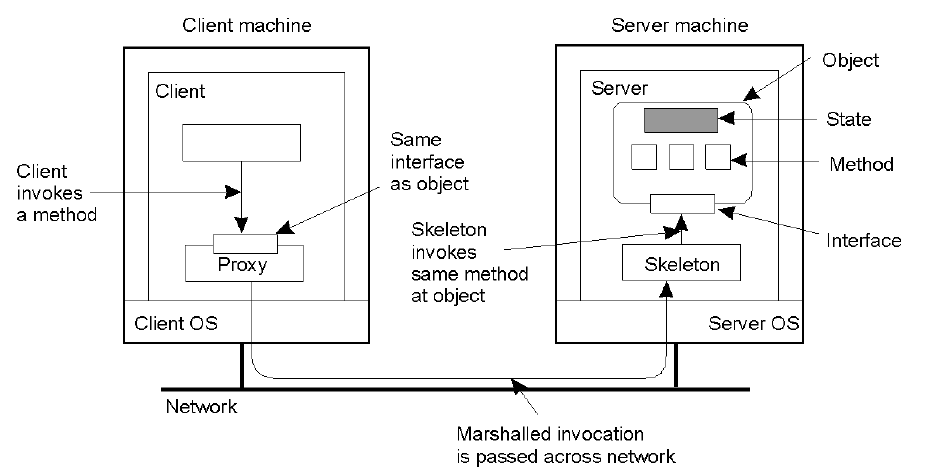 Client machine
Server machine
Client
Server
Object
State
Method
Interface
Client
invokes
a method
Same
interface
as object
Proxy
Skeleton
invokes
same method
at object
Skeleton
Client OS
Server OS
Network
Marshalled invocation
is passed across network